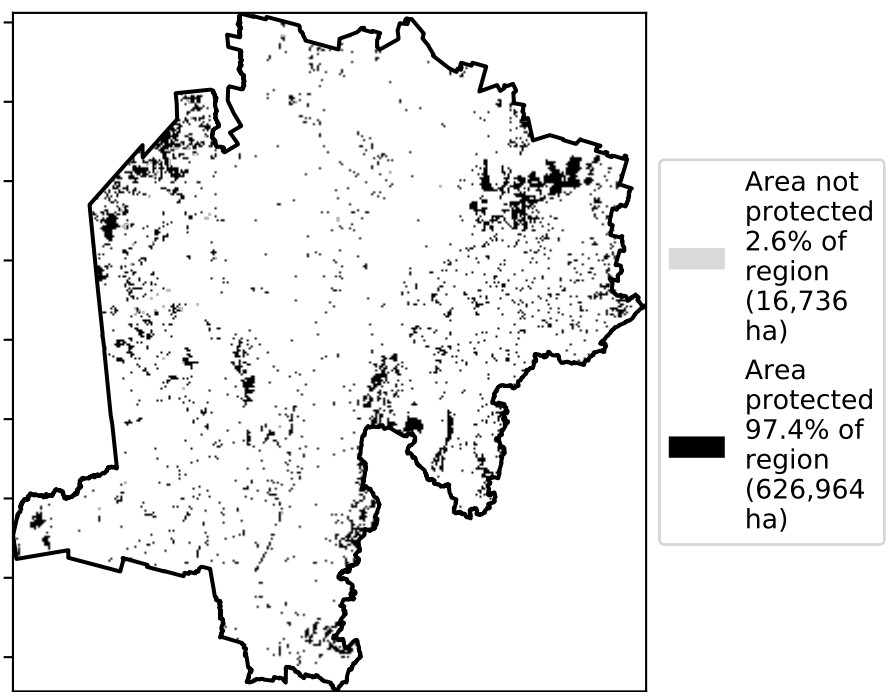 Area not
protected
2.6% of
region
(16,736
ha)
Area
protected
97.4% of
region
(626,964
ha)